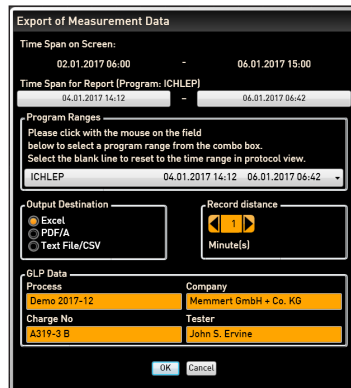 Export of Measurement Data
Time Span on Screen:
02.01.2017 06:00 - 06.01.2017 15:00
Time Span for Report (Program: ICHLEP)
04.01.2017 14:12 - 06.01.2017 06:42
Program Ranges
Please click with the mouse on the field
below to select a program range from the combo box.
Select the blank line to reset to the time range in protocol view.
ICHLEP 04.01.2017 14:12 06.01.2017 06:42
Output Destination
Excel
PDF/A
Text File/CSV
Record distance
1
Minute(s)
GLP Data
Process Company
Demo 2017-12 Memmert GmbH + Co. KG
Charge No Tester
A319-3 B John S. Ervine
OK Cancel